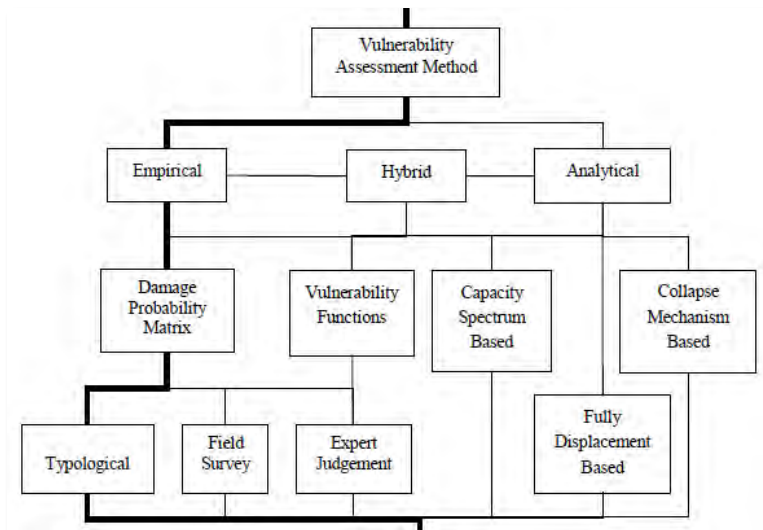 Vulnerability
Assessment Method
Empirical
Hybrid
Analytical
Damage
Probability
Matrix
Vulnerability
Functions
Capacity
Spectrum
Based
Collapse
Mechanism
Based
Typological
Field
Survey
Expert
Judgement
Fully
Displacement
Based